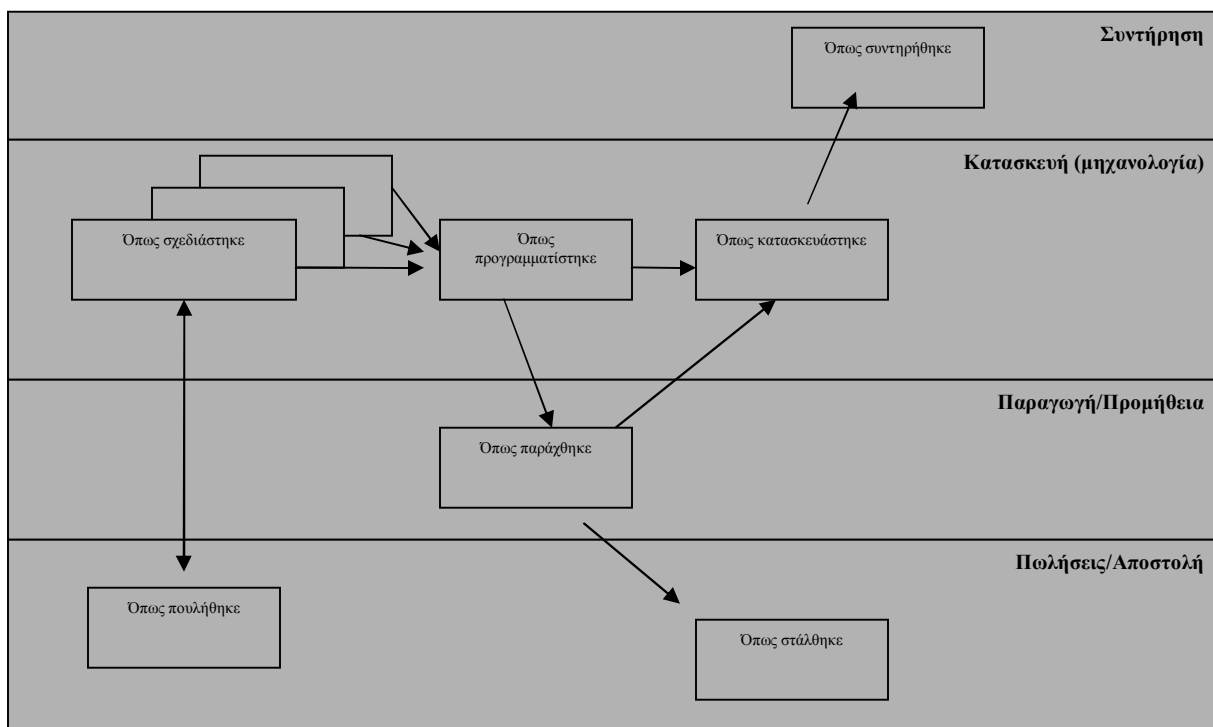 Συντήρηση
Όπως συντηρήθηκε
Κατασκευή (μηχανολογία)
Όπως σχεδιάστηκε
Όπως
προγραμματίστηκε
Όπως κατασκευάστηκε
Παραγωγή/Προμήθεια
Όπως παράχθηκε
Πωλήσεις/Αποστολή
Όπως πουλήθηκε
Όπως στάλθηκε